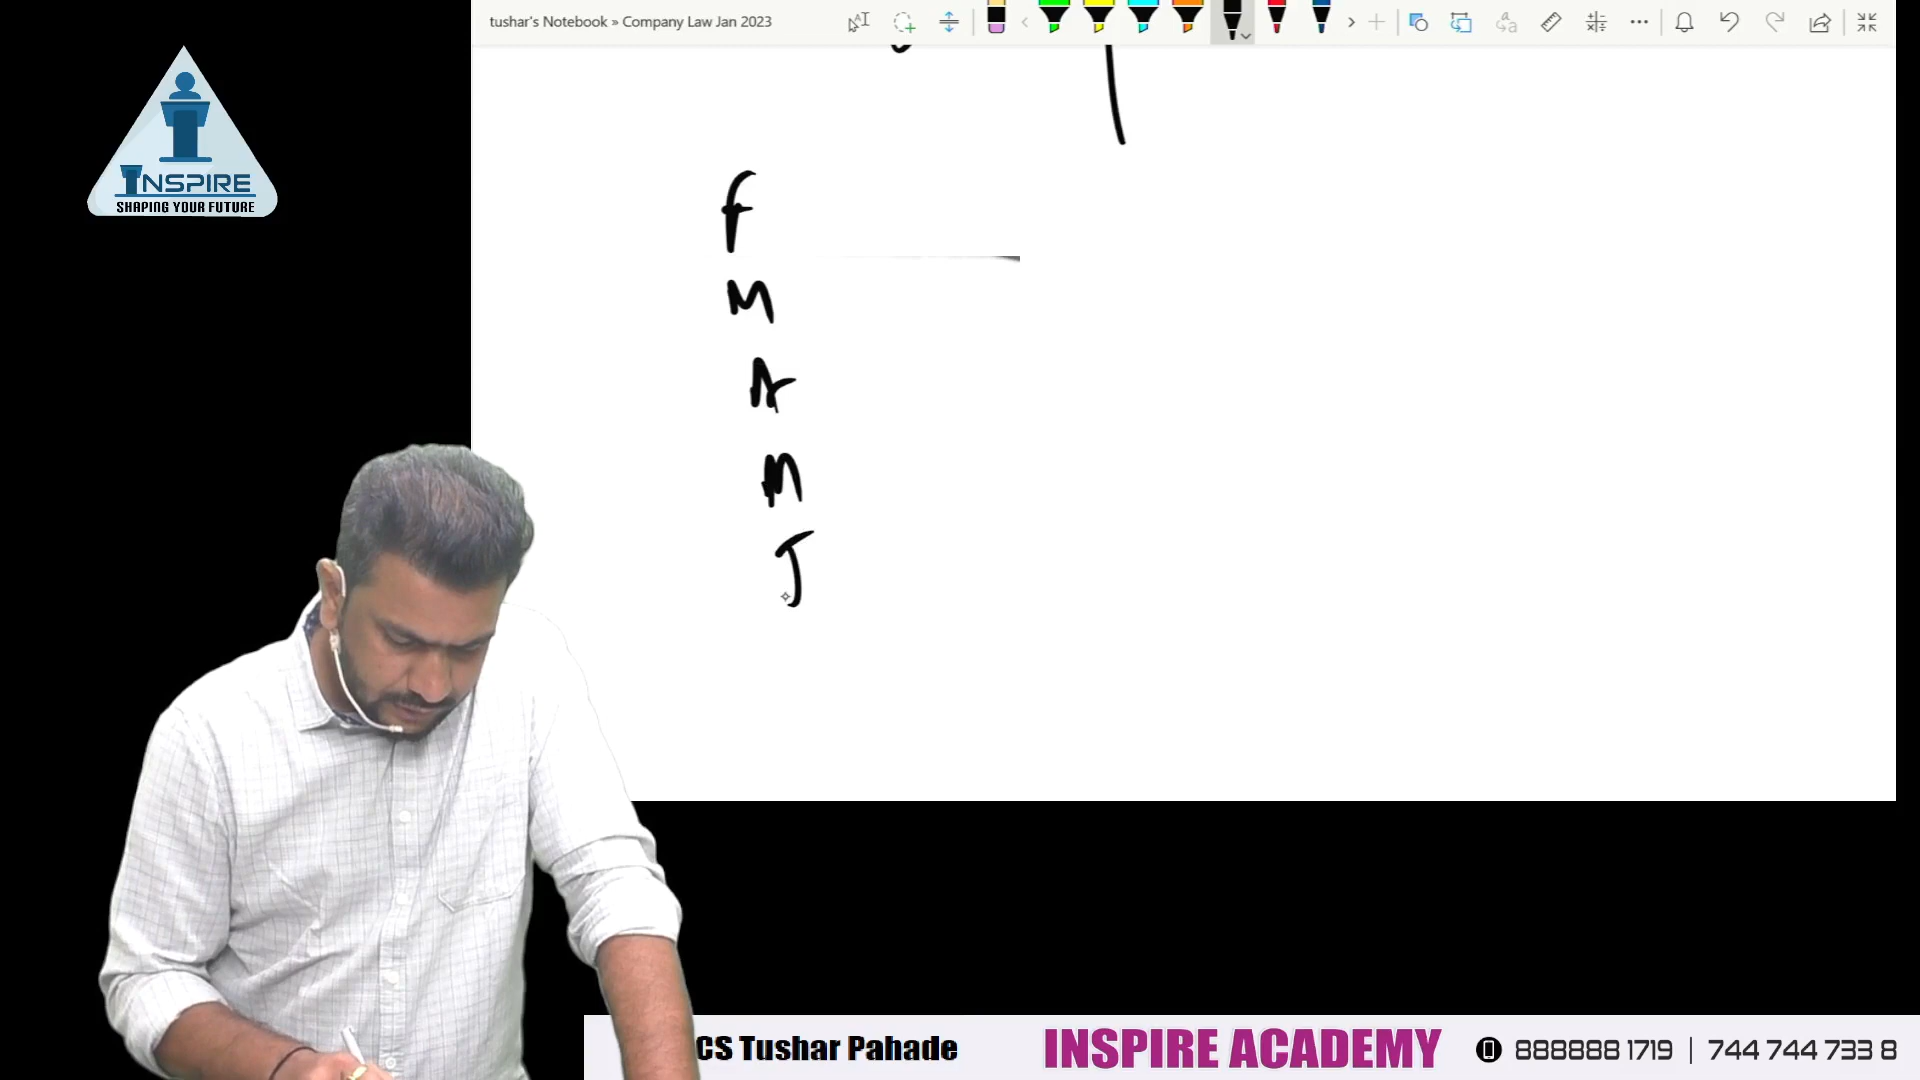 tushar's Notebook » Company Law Jan 2023
INSPIRE
SHAPING YOUR FUTURE
f
M
A
M
J
CS Tushar Pahade
INSPIRE ACADEMY
888888 1719 | 744 744 733 8